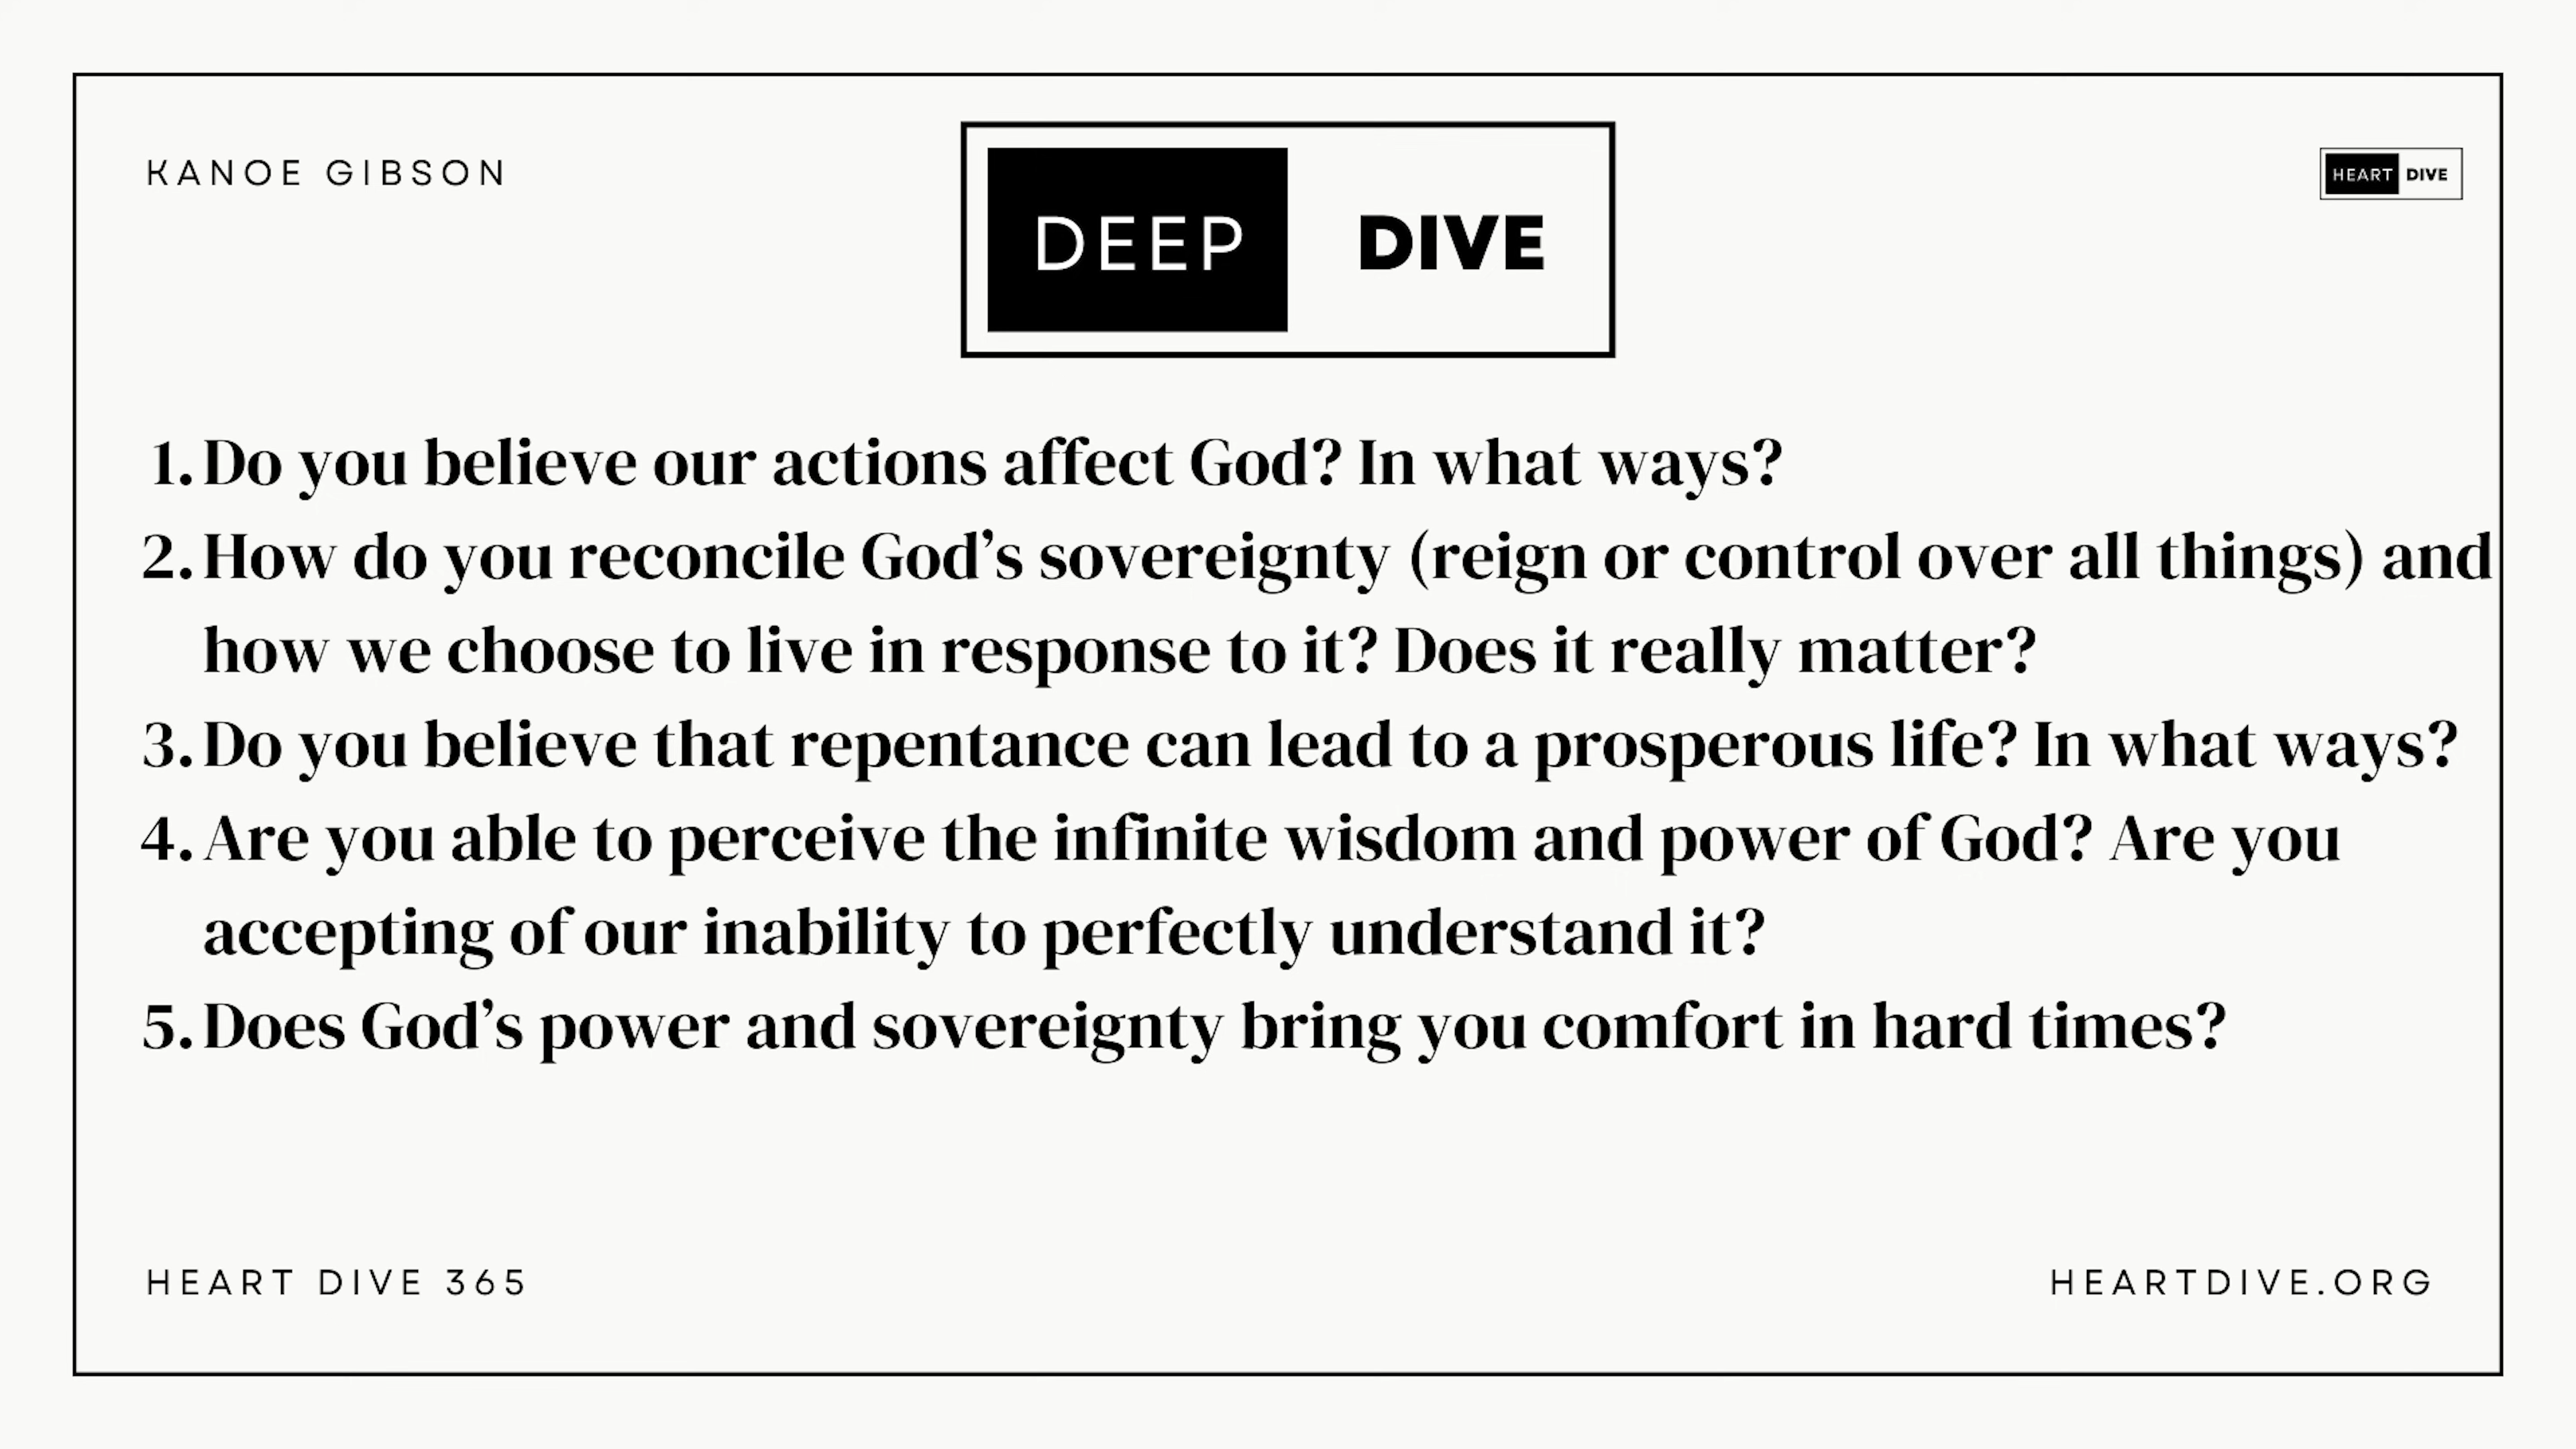 KANOE GIBSON
DEEP DIVE
HEART DIVE
1. Do you believe our actions affect God? In what ways?
2. How do you reconcile God’s sovereignty (reign or control over all things) and
how we choose to live in response to it? Does it really matter?
3. Do you believe that repentance can lead to a prosperous life? In what ways?
4. Are you able to perceive the infinite wisdom and power of God? Are you
accepting of our inability to perfectly understand it?
5. Does God’s power and sovereignty bring you comfort in hard times?
HEART DIVE 365
HEARTDIVE.ORG